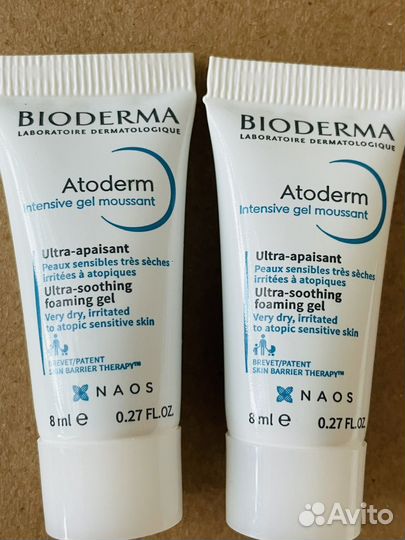 BIODERMA
LABORATOIRE DERMATOLOGIQUE
Atoderm
Intensive gel moussant
Ultra-apaisant
Peaux sensibles très sèches
irritées à atopiques
Ultra-soothing
foaming gel
Very dry, irritated
to atopic sensitive skin
BREVET/PATENT
SKIN BARRIER THERAPY™
NAOS
8 ml e 0.27 FL.OZ.
BIODERMA
LABORATOIRE DERMATOLOGIQUE
Atoderm
Intensive gel moussant
Ultra-apaisant
Peaux sensibles très sèches
irritées à atopiques
Ultra-soothing
foaming gel
Very dry, irritated
to atopic sensitive skin
BREVET/PATENT
SKIN BARRIER THERAPY™
NAOS
8 ml e 0.27 FL.OZ.
Avito